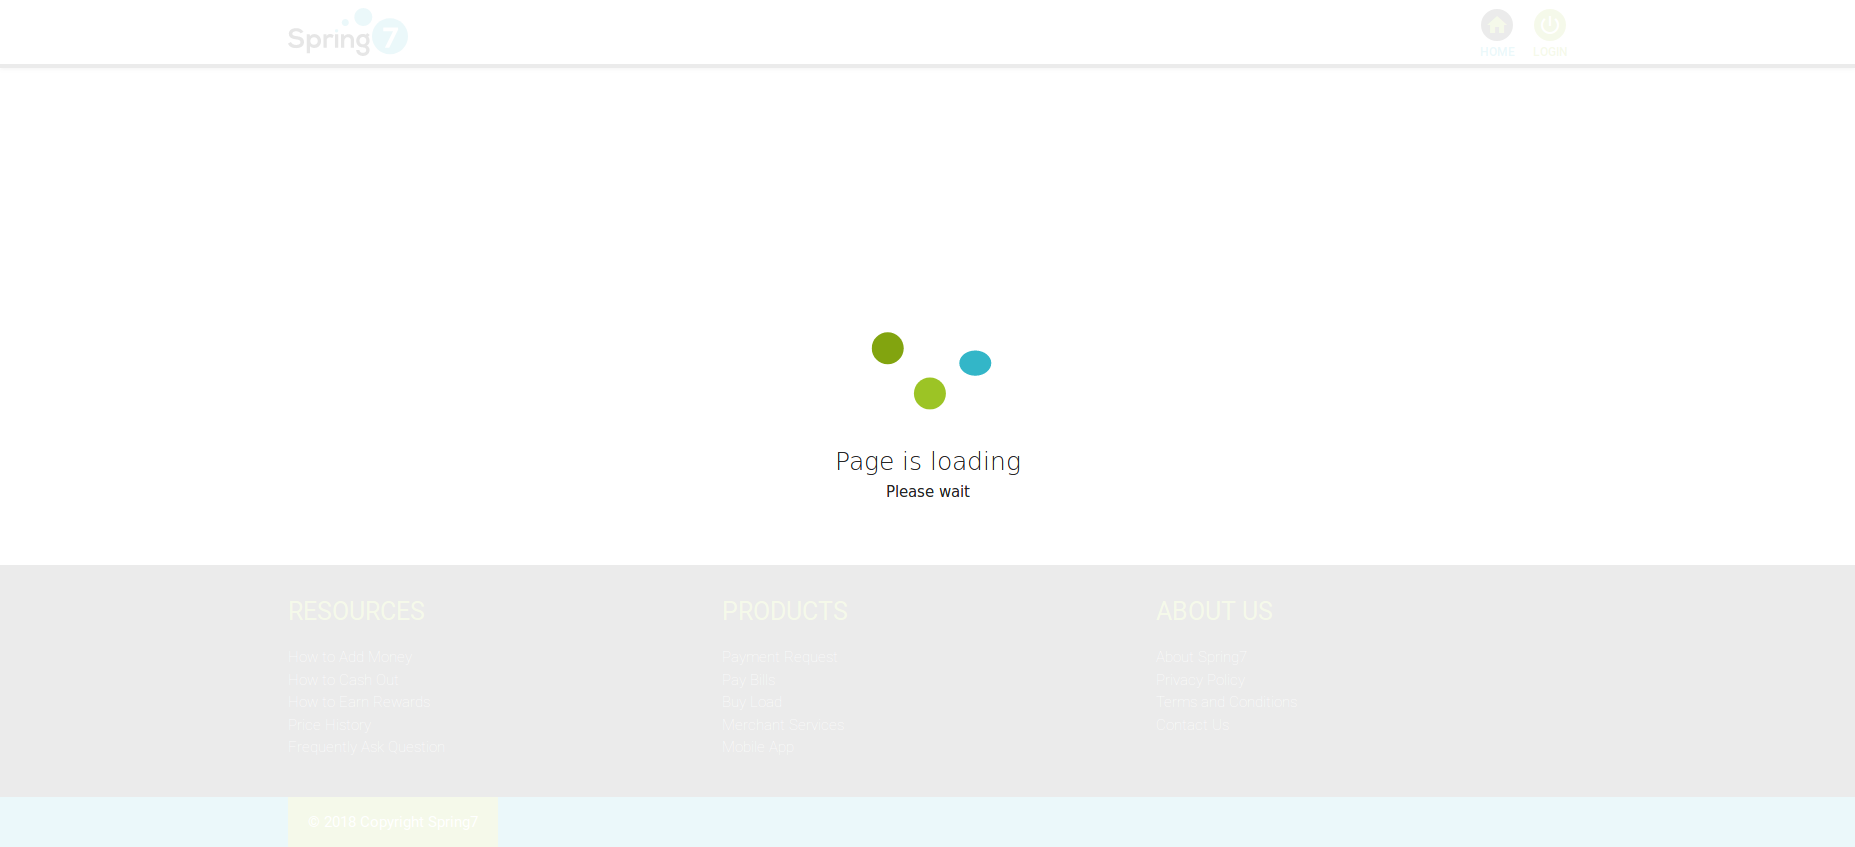 Spring7
HOME
LOGIN
Page is loading
Please wait
RESOURCES
How to Add Money
How to Cash Out
How to Earn Rewards
Price History
Frequently Ask Question
PRODUCTS
Payment Request
Pay Bills
Buy Load
Merchant Services
Mobile App
ABOUT US
About Spring7
Privacy Policy
Terms and Conditions
Contact Us
© 2018 Copyright Spring7